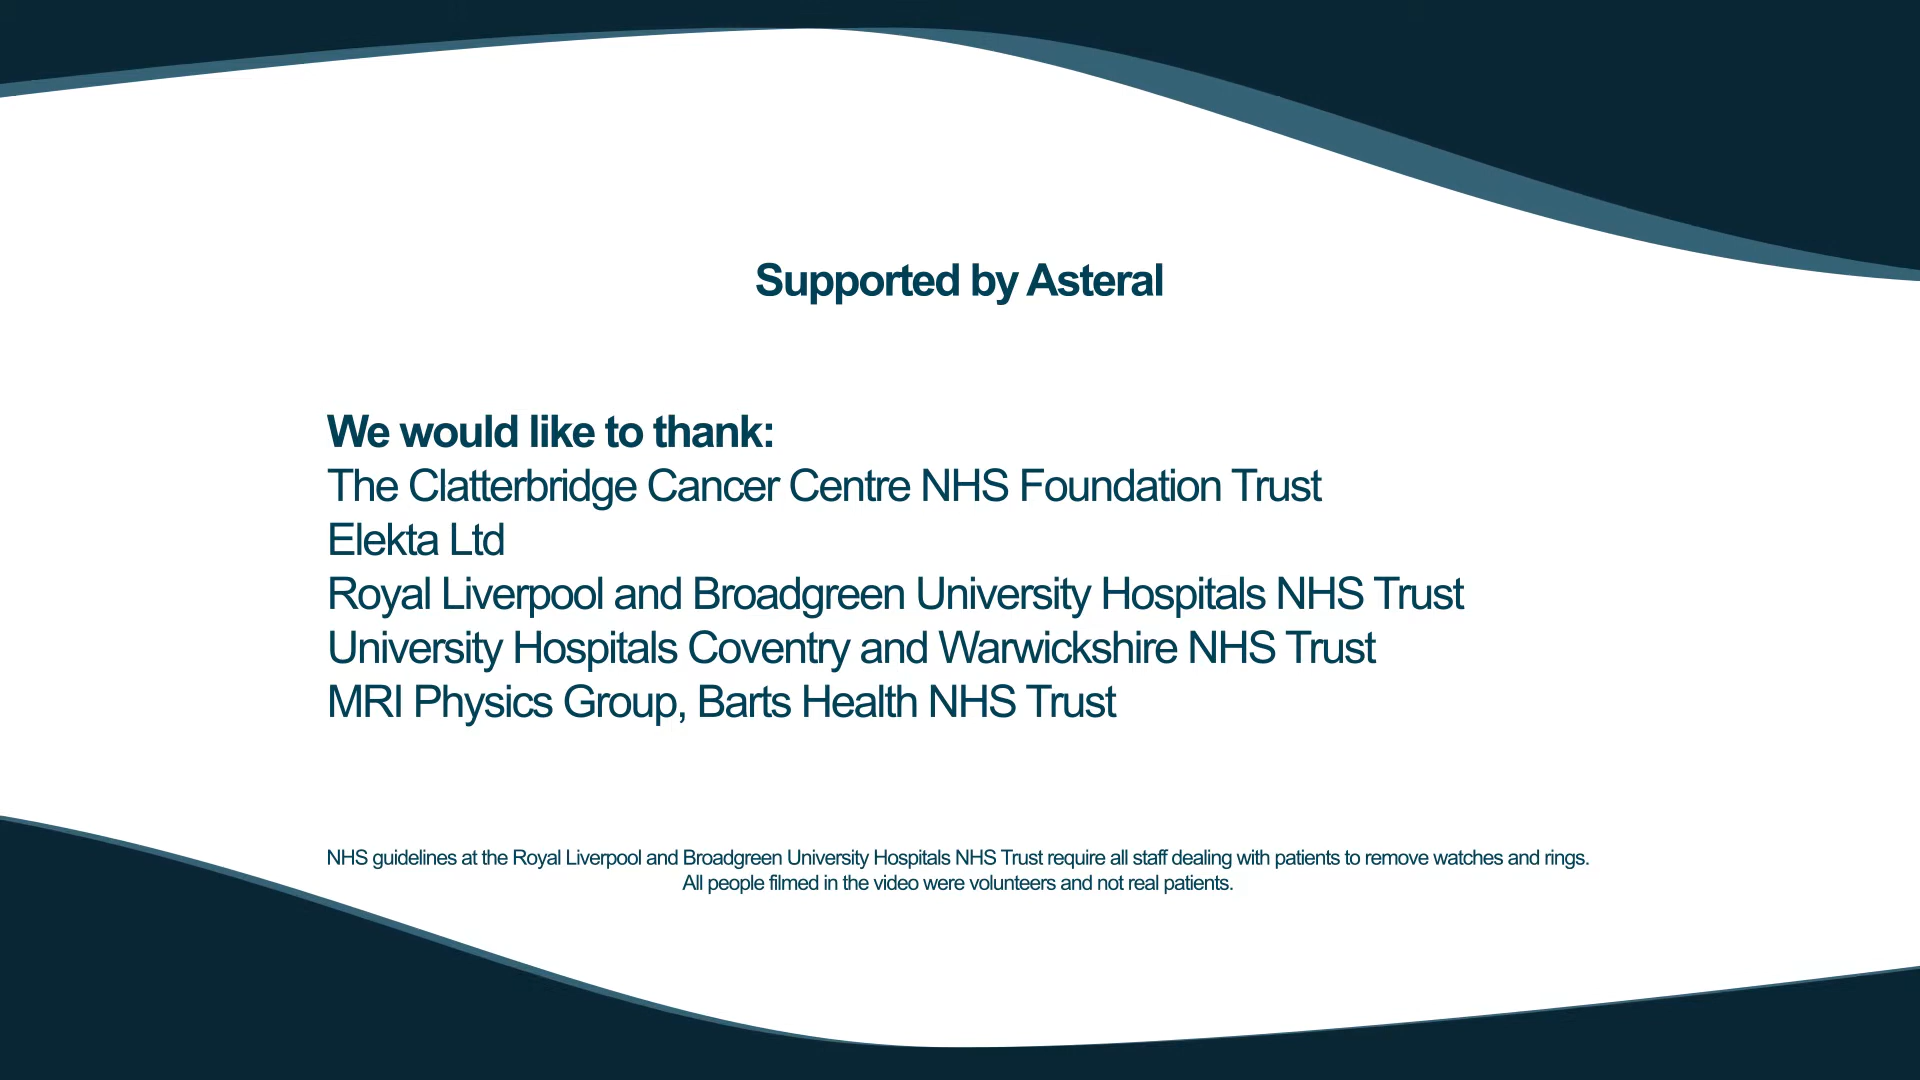 Supported by Asteral
We would like to thank:
The Clatterbridge Cancer Centre NHS Foundation Trust
Elekta Ltd
Royal Liverpool and Broadgreen University Hospitals NHS Trust
University Hospitals Coventry and Warwickshire NHS Trust
MRI Physics Group, Barts Health NHS Trust
NHS guidelines at the Royal Liverpool and Broadgreen University Hospitals NHS Trust require all staff dealing with patients to remove watches and rings.
All people filmed in the video were volunteers and not real patients.